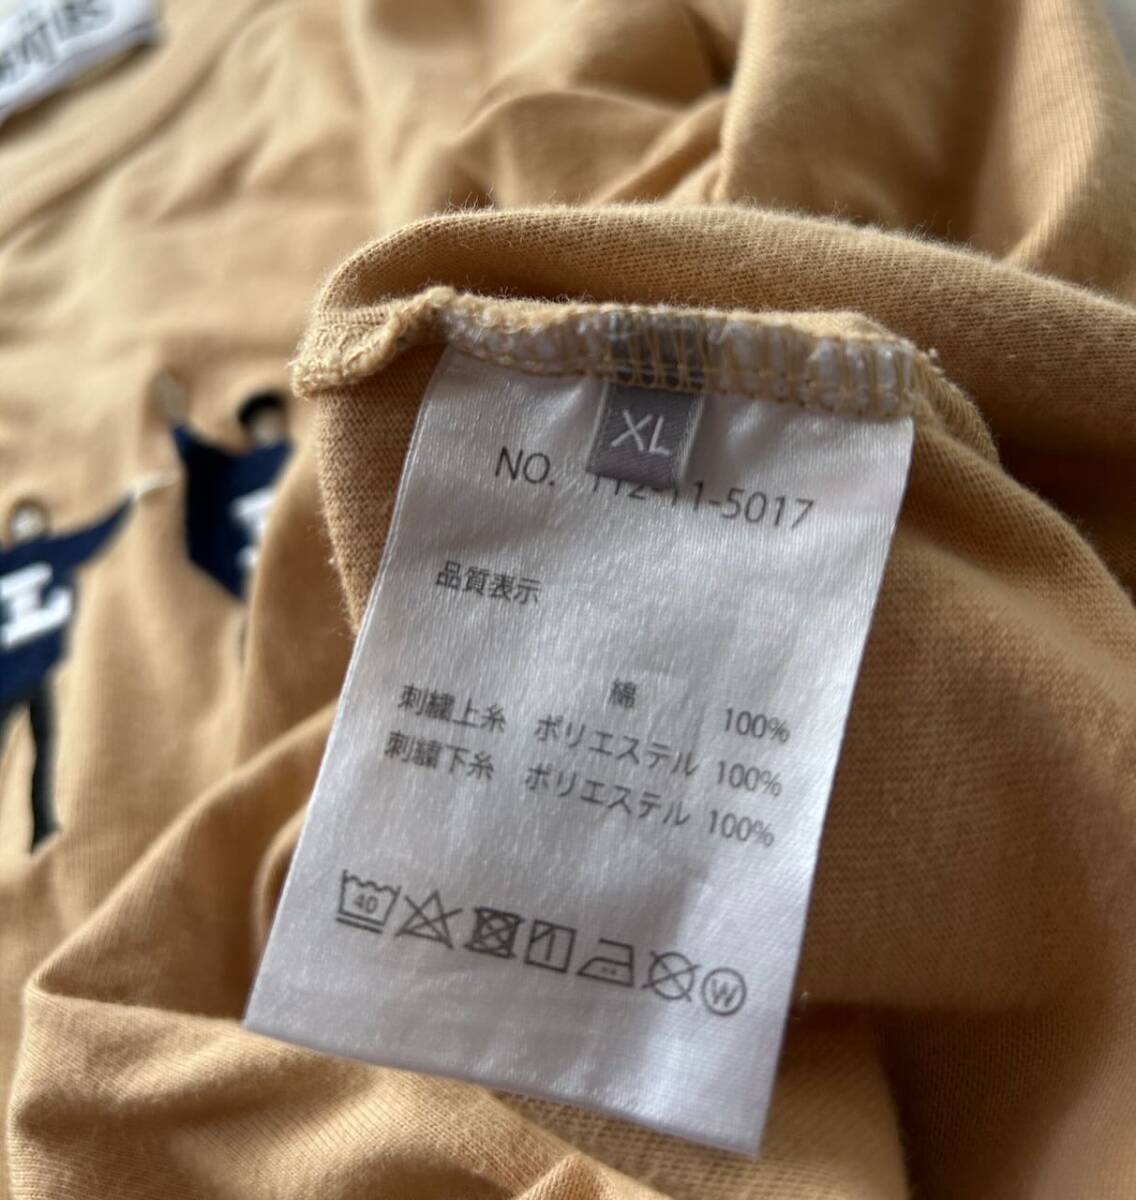 XL
NO. 112-11-5017
品質表示
綿 100%
刺繍上糸 ポリエステル 100%
刺繍下糸 ポリエステル 100%
40
W
L